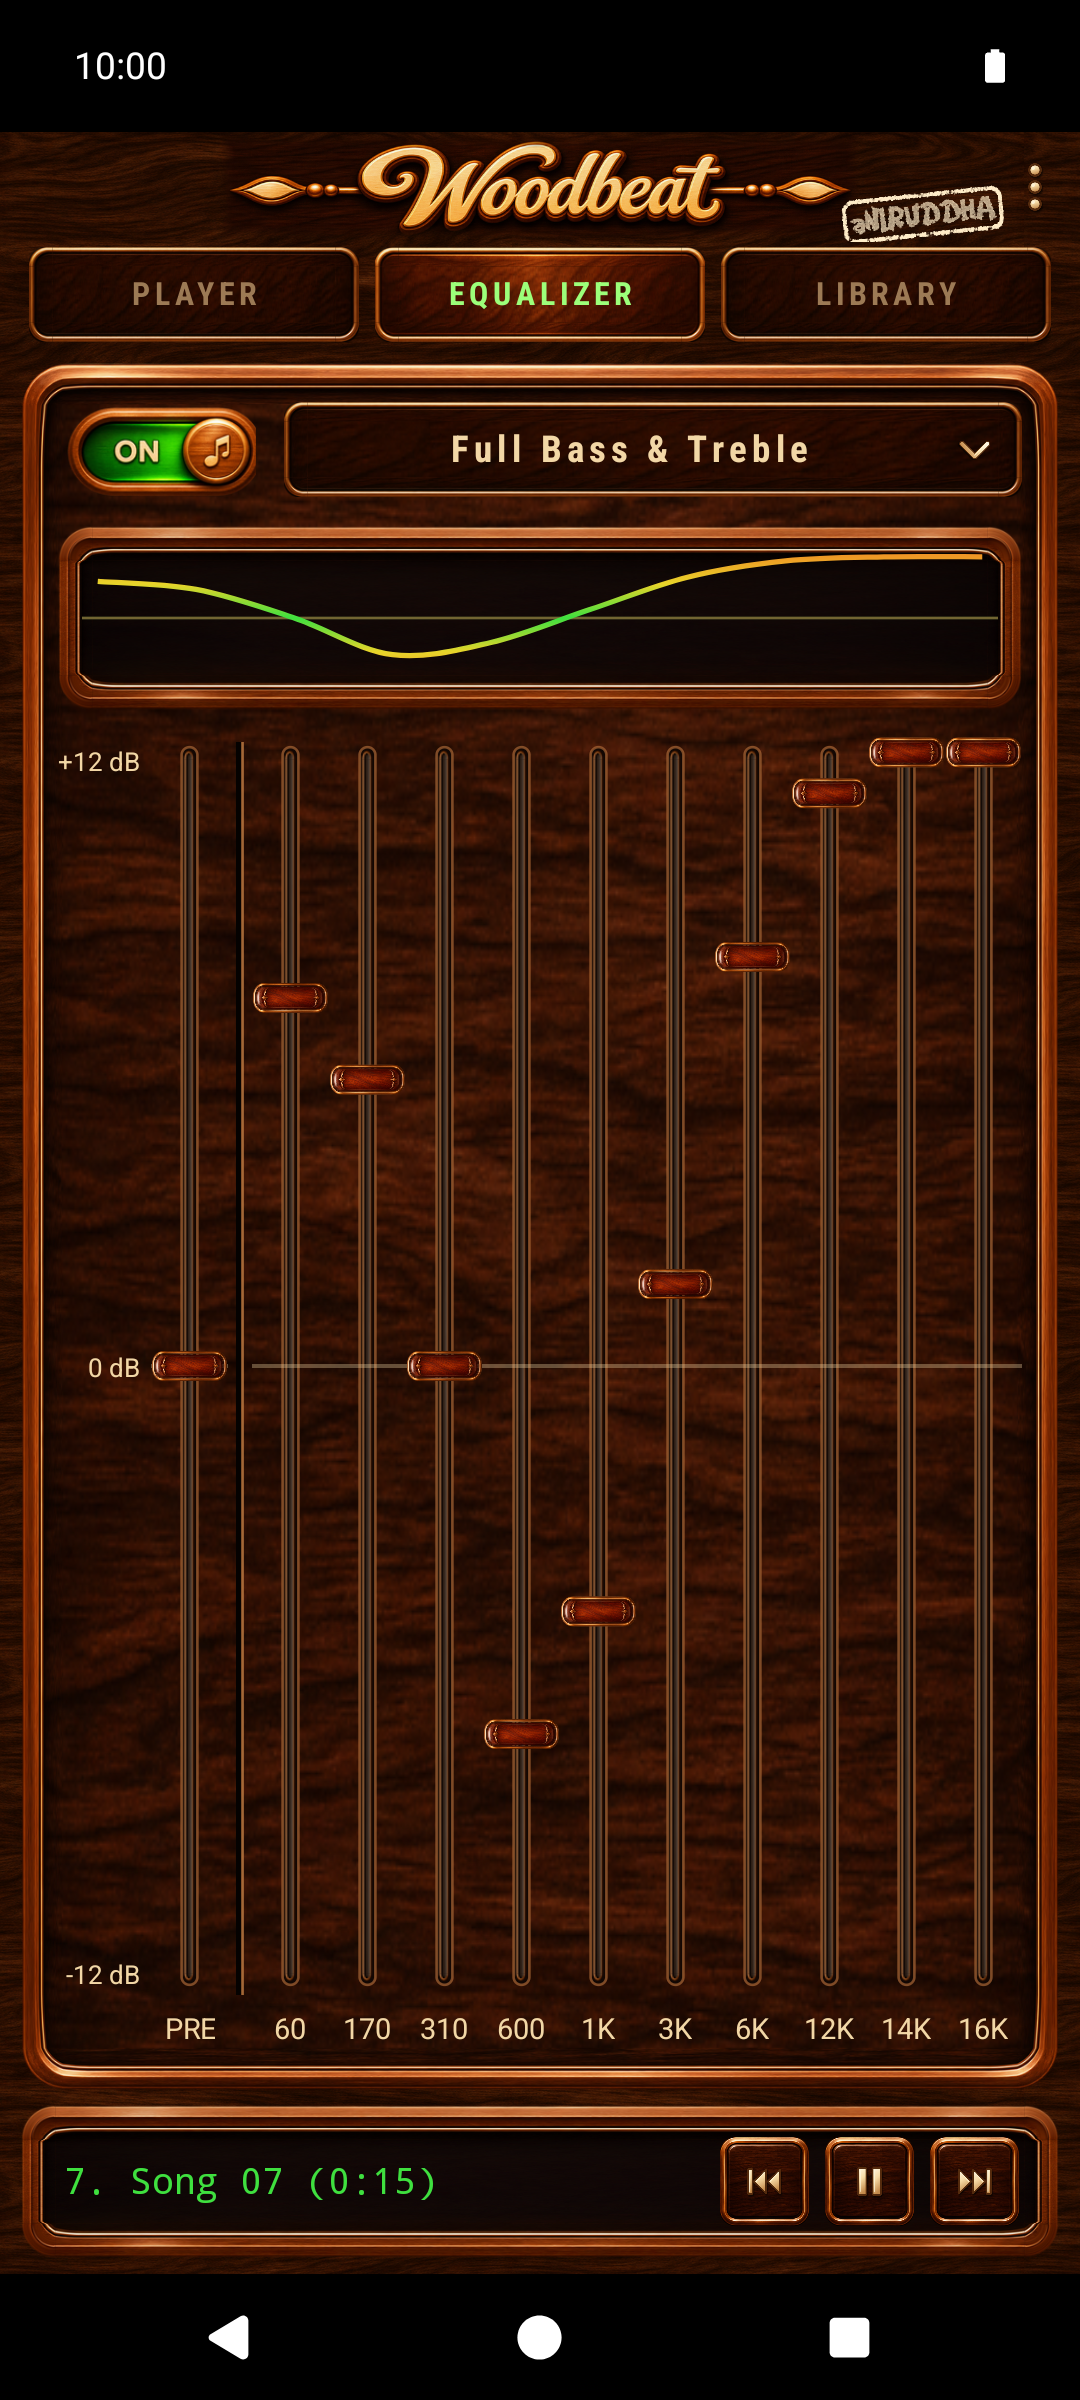 10:00
Woodbeat
ANIRUDDHA
PLAYER EQUALIZER LIBRARY
ON Full Bass & Treble
+12 dB
0 dB
-12 dB
PRE 60 170 310 600 1K 3K 6K 12K 14K 16K
7. Song 07 (0:15)